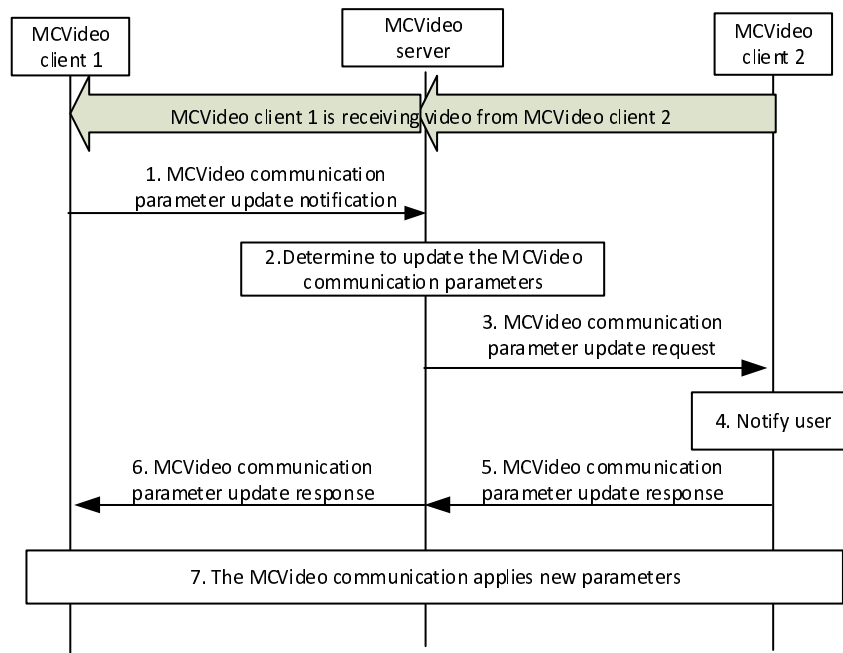 MCVideo
client 1
MCVideo
server
MCVideo
client 2
MCVideo client 1 is receiving video from MCVideo client 2
1. MCVideo communication
parameter update notification
2.Determine to update the MCVideo
communication parameters
3. MCVideo communication
parameter update request
4. Notify user
6. MCVideo communication
parameter update response
5. MCVideo communication
parameter update response
7. The MCVideo communication applies new parameters